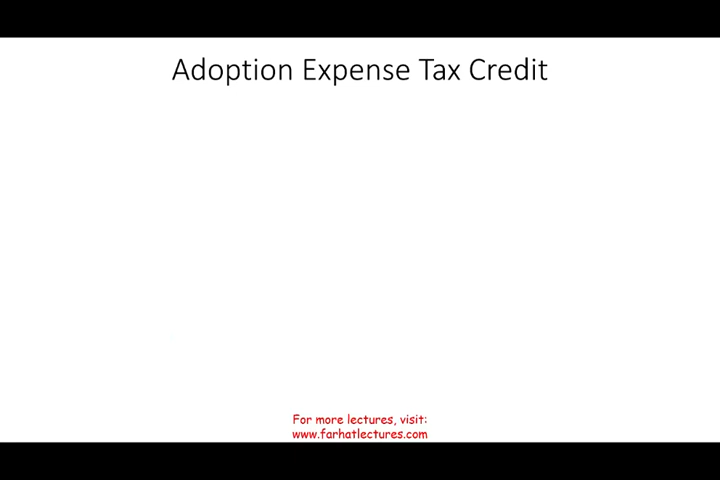 Adoption Expense Tax Credit
For more lectures, visit:
www.farhatlectures.com